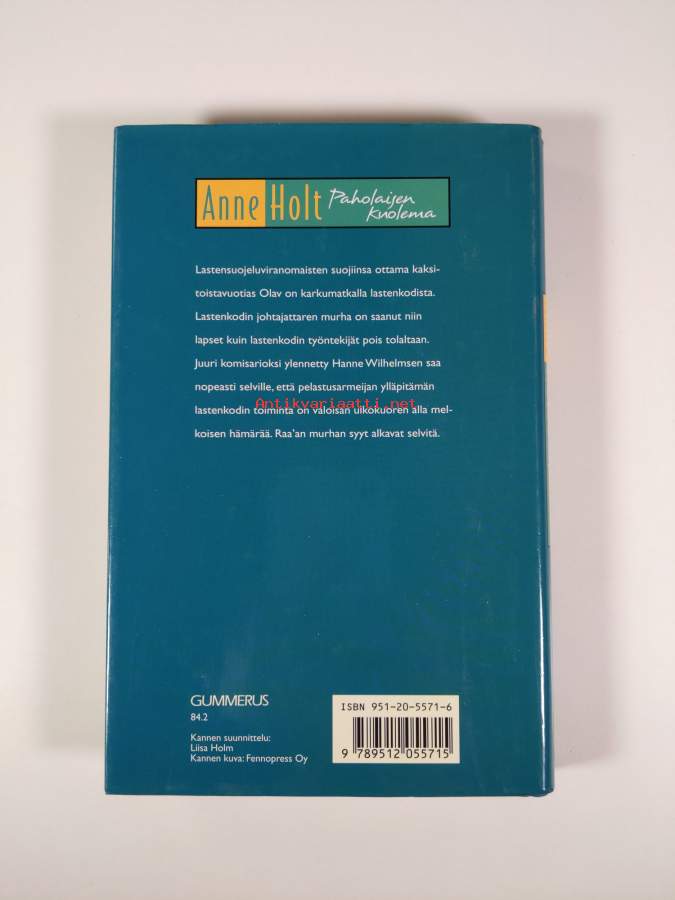 Anne Holt Paholaisen kuolema
Lastensuojeluviranomaisten suojiinsa ottama kaksi-
toistavuotias Olav on karkumatkalla lastenkodista.
Lastenkodin johtajattaren murha on saanut niin
lapset kuin lastenkodin työntekijät pois tolaltaan.
Juuri komisarioksi ylennetty Hanne Wilhelmsen saa
nopeasti selville, että pelastusarmeijan ylläpitämän
Antikvariaatti.net
lastenkodin toiminta on valoisan ulkokuoren alla mel-
koisen hämärää. Raa'an murhan syyt alkavat selvitä.
GUMMERUS
84.2
Kannen suunnittelu:
Liisa Holm
Kannen kuva: Fennopress Oy
ISBN 951-20-5571-6
9 789512 055715